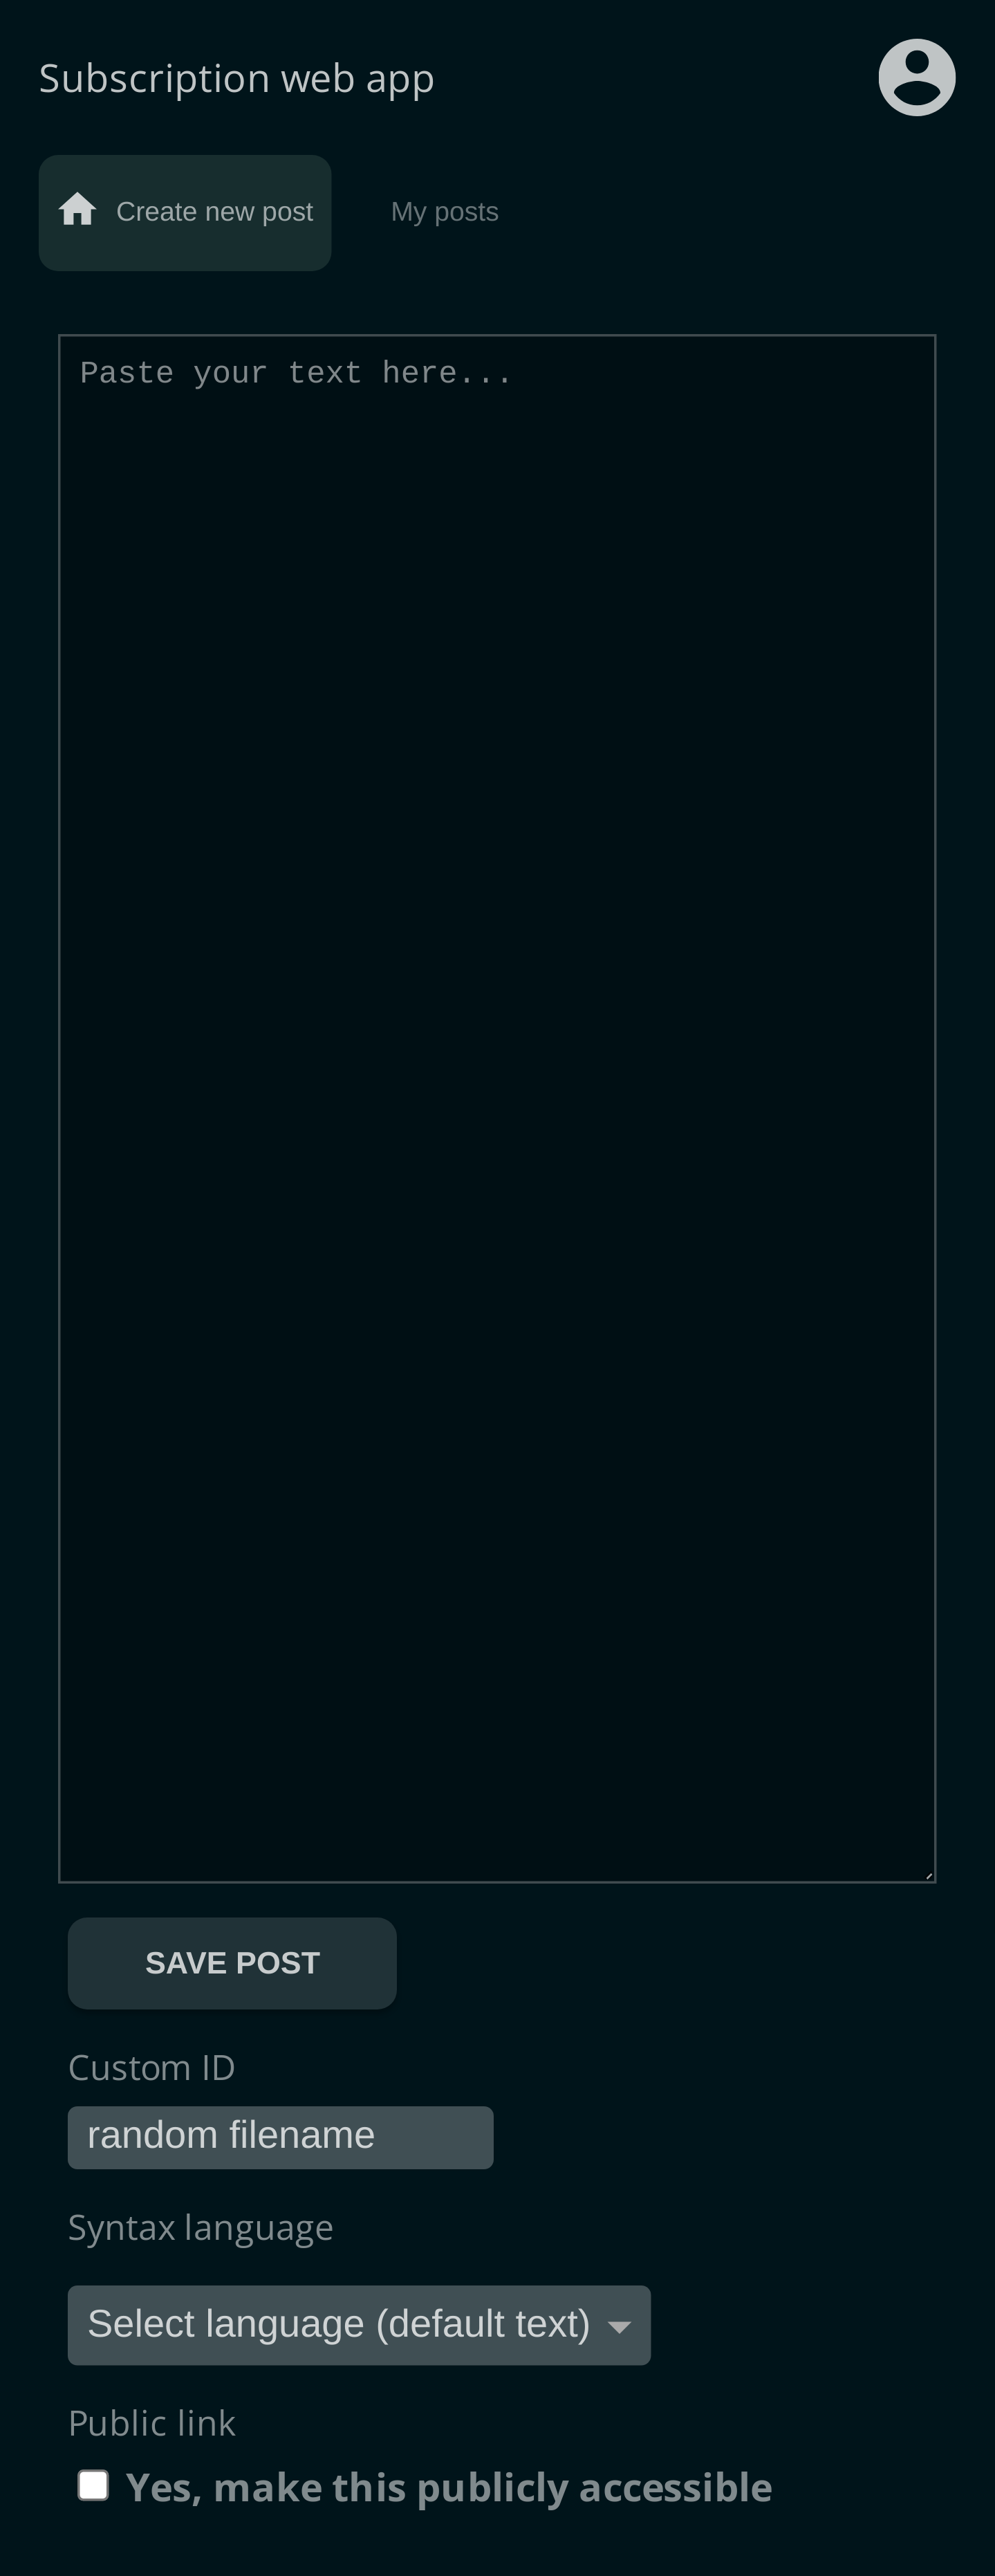 Subscription web app
Create new post
My posts
Paste your text here...
SAVE POST
Custom ID
random filename
Syntax language
Select language (default text)
Public link
Yes, make this publicly accessible